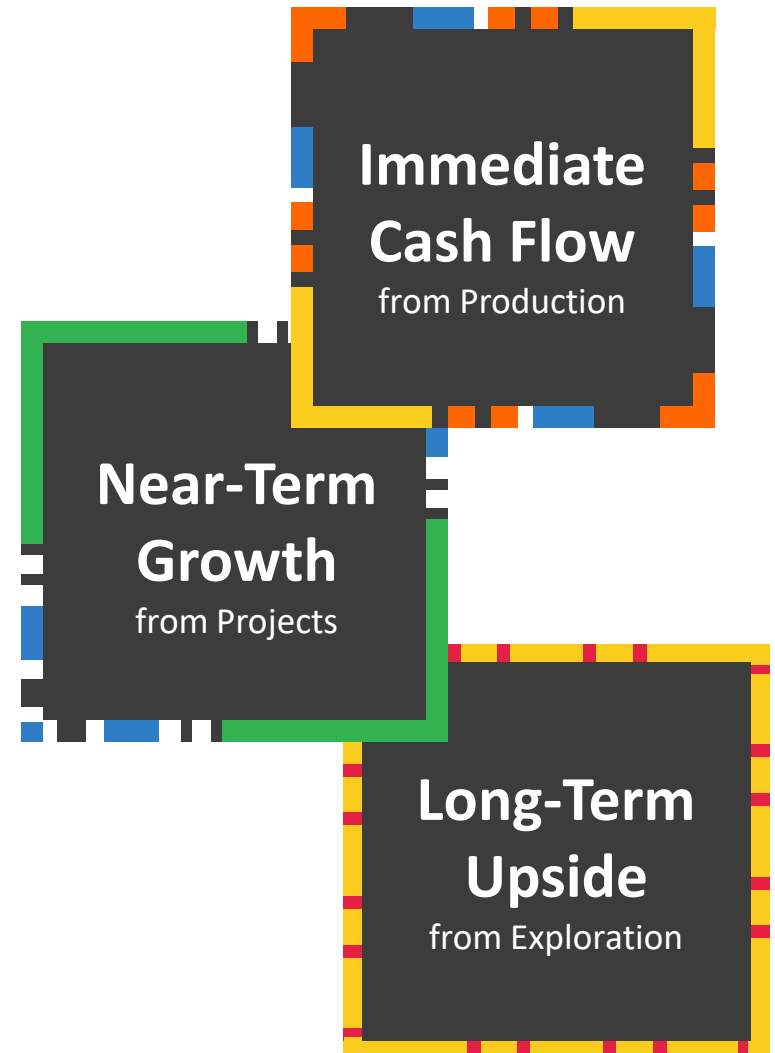 Immediate
Cash Flow
from Production
Near-Term
Growth
from Projects
Long-Term
Upside
from Exploration